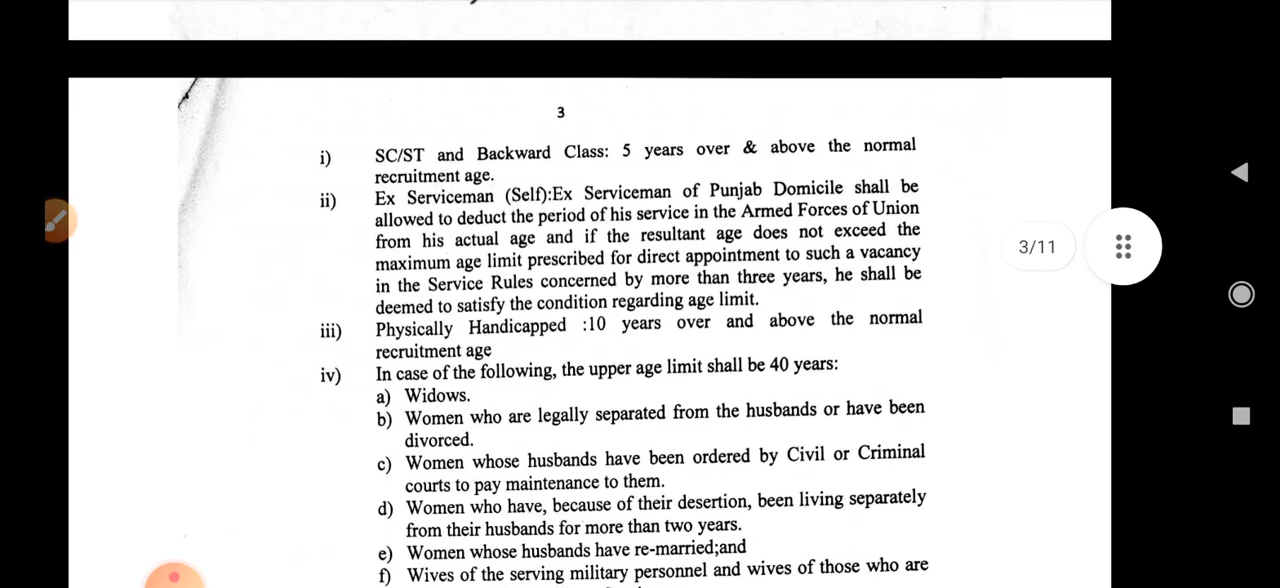 3
i) SC/ST and Backward Class: 5 years over & above the normal
recruitment age.
ii) Ex Serviceman (Self):Ex Serviceman of Punjab Domicile shall be
allowed to deduct the period of his service in the Armed Forces of Union
from his actual age and if the resultant age does not exceed the
maximum age limit prescribed for direct appointment to such a vacancy
in the Service Rules concerned by more than three years, he shall be
deemed to satisfy the condition regarding age limit.
iii) Physically Handicapped :10 years over and above the normal
recruitment age
iv) In case of the following, the upper age limit shall be 40 years:
a) Widows.
b) Women who are legally separated from the husbands or have been
divorced.
c) Women whose husbands have been ordered by Civil or Criminal
courts to pay maintenance to them.
d) Women who have, because of their desertion, been living separately
from their husbands for more than two years.
e) Women whose husbands have re-married;and
f) Wives of the serving military personnel and wives of those who are
3/11